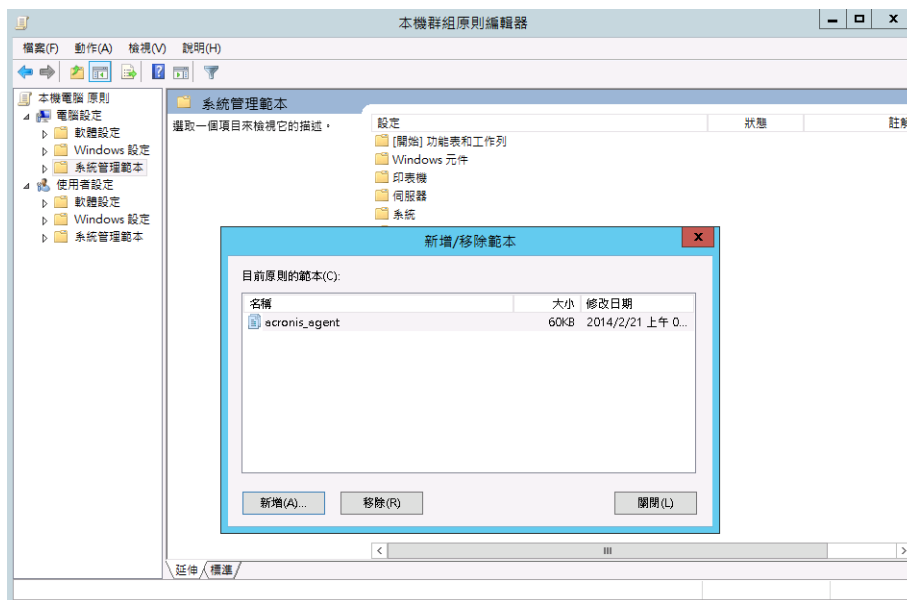 本機群組原則編輯器
檔案(F) 動作(A) 檢視(V) 說明(H)
本機電腦 原則
電腦設定
軟體設定
Windows 設定
系統管理範本
使用者設定
軟體設定
Windows 設定
系統管理範本
系統管理範本
選取一個項目來檢視它的描述。
設定 狀態 註解
[開始] 功能表和工作列
Windows 元件
印表機
伺服器
系統
新增/移除範本
目前原則的範本(C):
名稱 大小 修改日期
acronis_agent 60KB 2014/2/21 上午 0...
新增(A)... 移除(R) 關閉(L)
延伸 標準